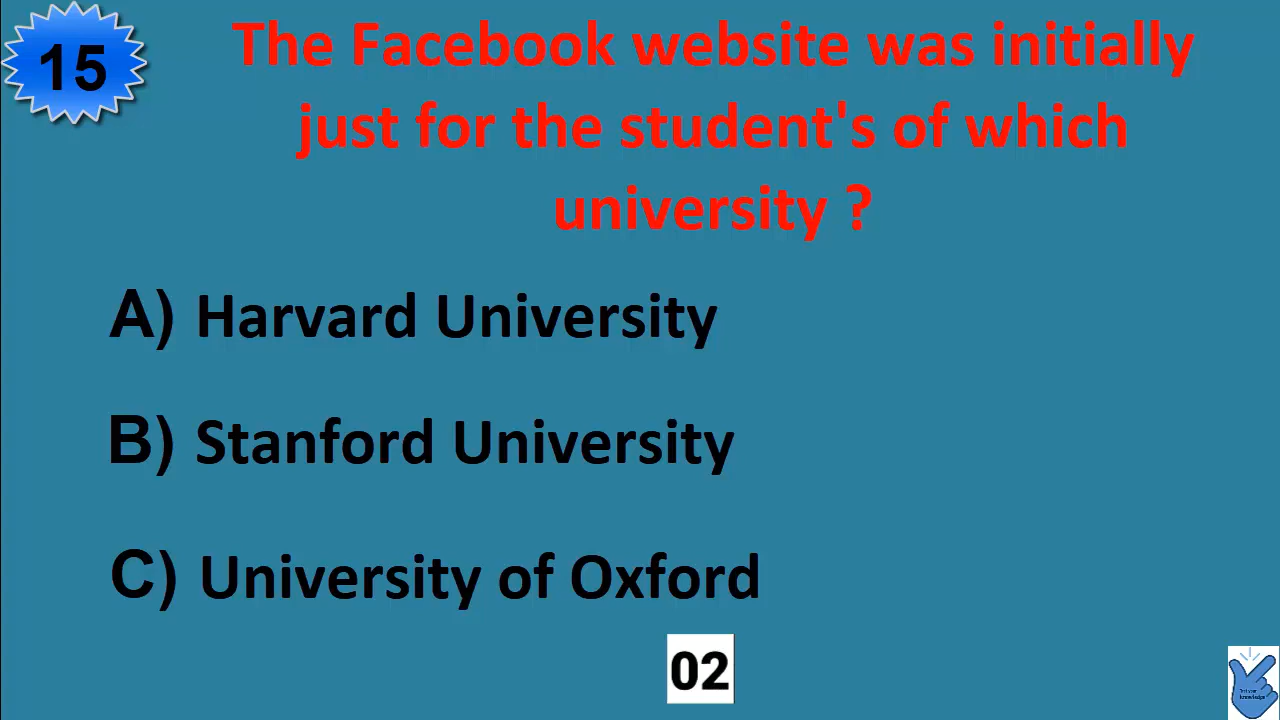 15
The Facebook website was initially
just for the student's of which
university ?
A) Harvard University
B) Stanford University
C) University of Oxford
02